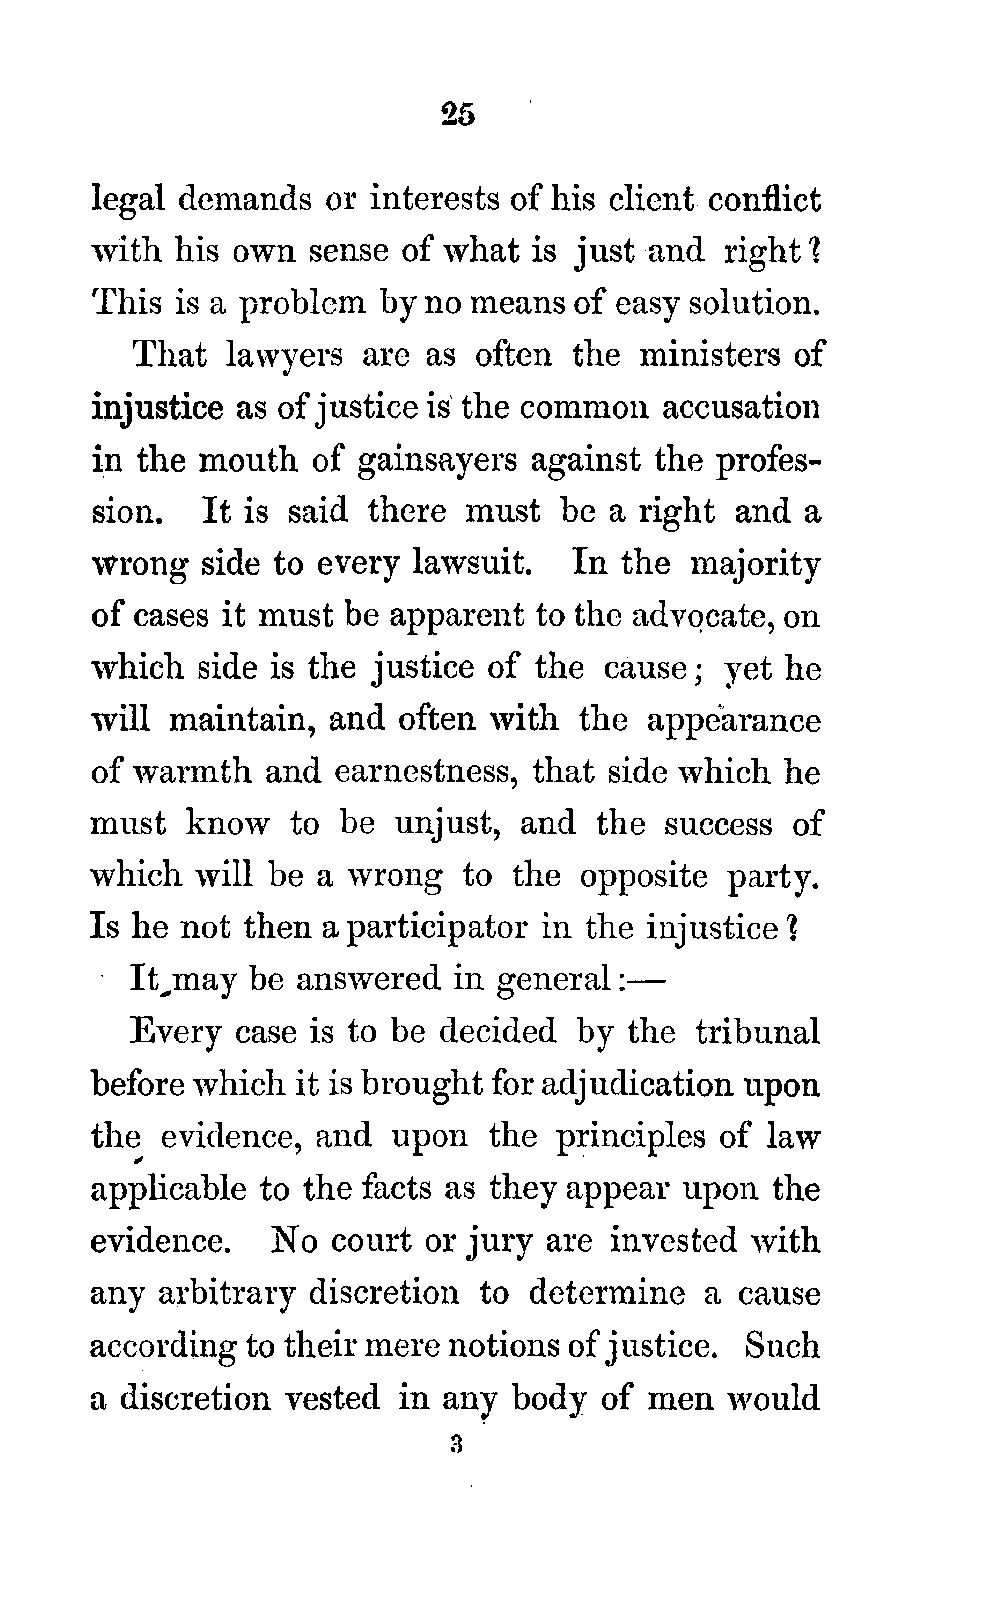 25
legal demands or interests of his client conflict
with his own sense of what is just and right?
This is a problem by no means of easy solution.
That lawyers are as often the ministers of
injustice as of justice is the common accusation
in the mouth of gainsayers against the profes-
sion. It is said there must be a right and a
wrong side to every lawsuit. In the majority
of cases it must be apparent to the advocate, on
which side is the justice of the cause; yet he
will maintain, and often with the appearance
of warmth and earnestness, that side which he
must know to be unjust, and the success of
which will be a wrong to the opposite party.
Is he not then a participator in the injustice?
It may be answered in general:—
Every case is to be decided by the tribunal
before which it is brought for adjudication upon
the evidence, and upon the principles of law
applicable to the facts as they appear upon the
evidence. No court or jury are invested with
any arbitrary discretion to determine a cause
according to their mere notions of justice. Such
a discretion vested in any body of men would
3